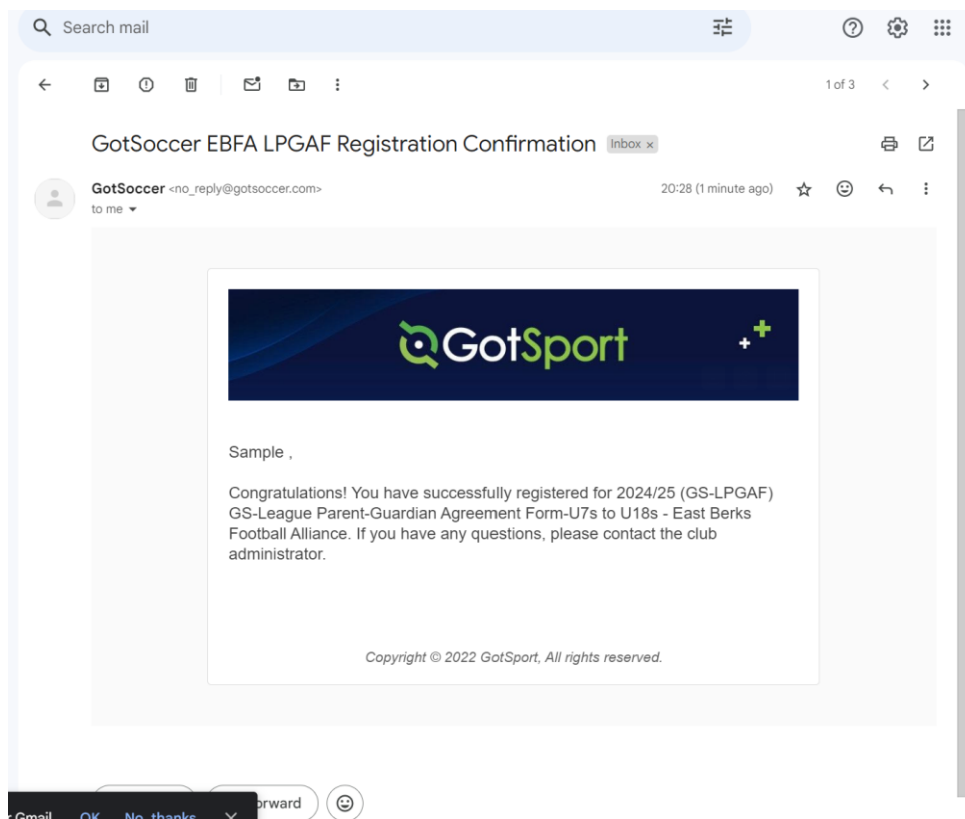 Search mail
1 of 3
GotSoccer EBFA LPGAF Registration Confirmation Inbox x
GotSoccer <no_reply@gotsoccer.com> 20:28 (1 minute ago)
to me
GotSport
Sample ,
Congratulations! You have successfully registered for 2024/25 (GS-LPGAF)
GS-League Parent-Guardian Agreement Form-U7s to U18s - East Berks
Football Alliance. If you have any questions, please contact the club
administrator.
Copyright © 2022 GotSport, All rights reserved.
orward
r Gmail OK No, thanks